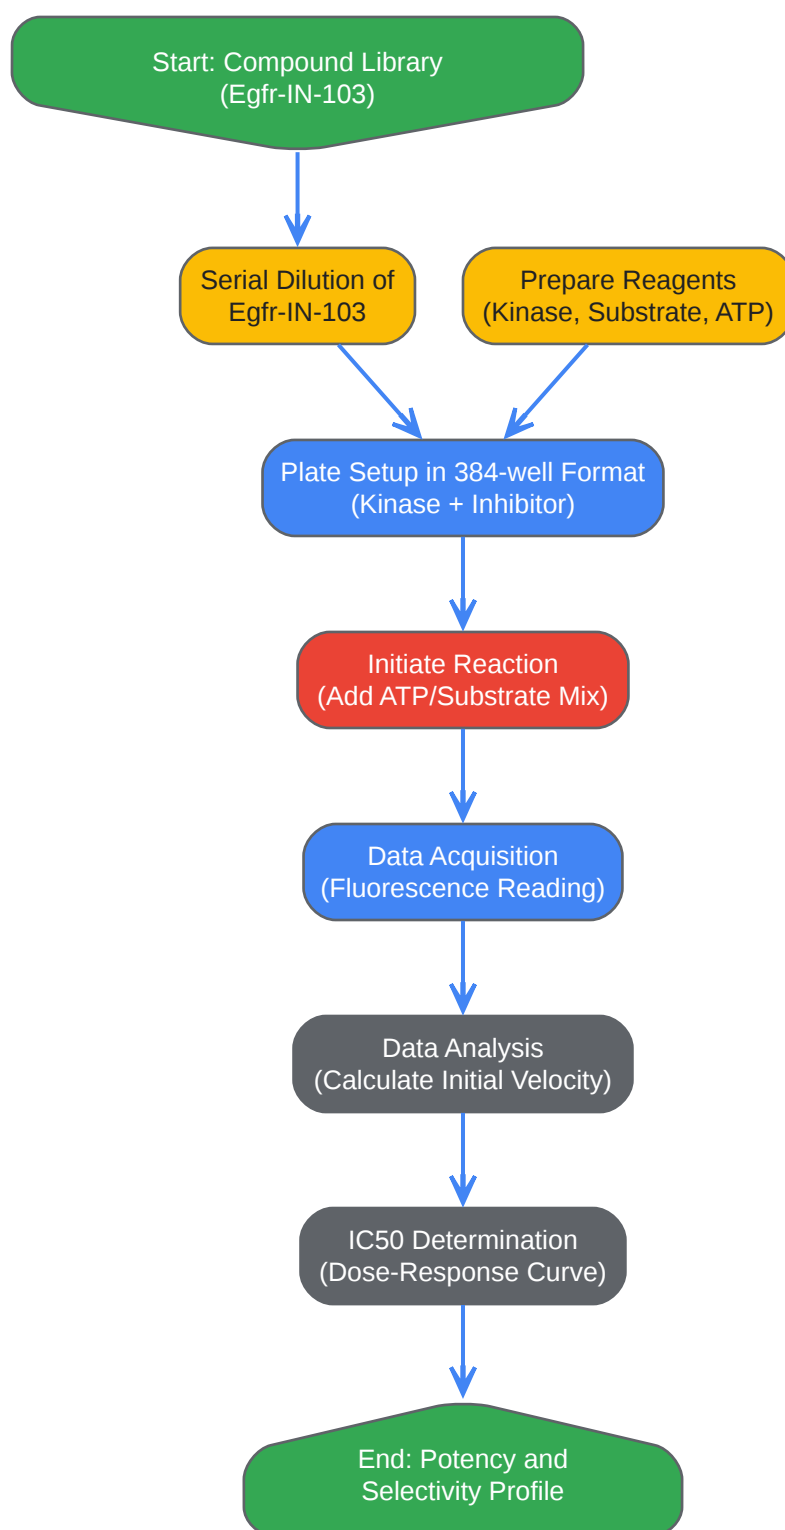 Start: Compound Library
(Egfr-IN-103)
Serial Dilution of
Egfr-IN-103
Prepare Reagents
(Kinase, Substrate, ATP)
Plate Setup in 384-well Format
(Kinase + Inhibitor)
Initiate Reaction
(Add ATP/Substrate Mix)
Data Acquisition
(Fluorescence Reading)
Data Analysis
(Calculate Initial Velocity)
IC50 Determination
(Dose-Response Curve)
End: Potency and
Selectivity Profile